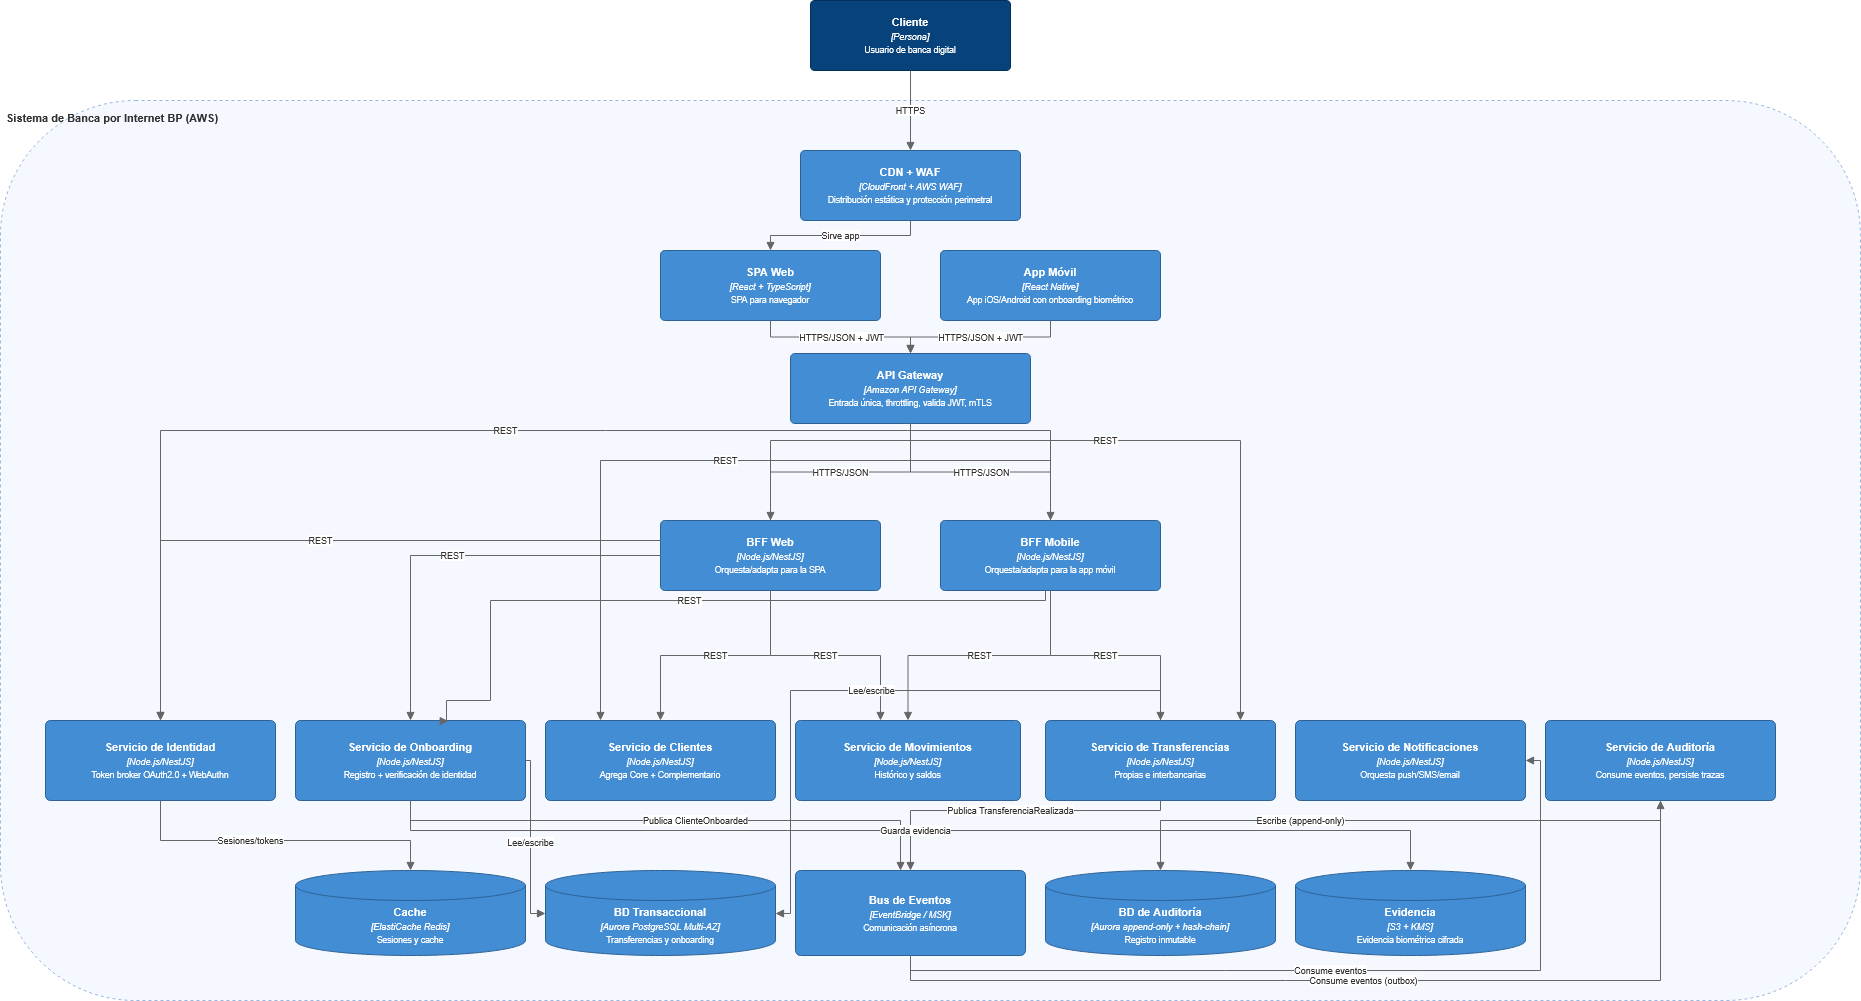 Cliente
[Persona]
Usuario de banca digital
HTTPS
Sistema de Banca por Internet BP (AWS)
CDN + WAF
[CloudFront + AWS WAF]
Distribución estática y protección perimetral
Sirve app
SPA Web
[React + TypeScript]
SPA para navegador
App Móvil
[React Native]
App iOS/Android con onboarding biométrico
HTTPS/JSON + JWT
HTTPS/JSON + JWT
API Gateway
[Amazon API Gateway]
Entrada única, throttling, valida JWT, mTLS
REST
REST
REST
HTTPS/JSON
HTTPS/JSON
BFF Web
[Node.js/NestJS]
Orquesta/adapta para la SPA
BFF Mobile
[Node.js/NestJS]
Orquesta/adapta para la app móvil
REST
REST
REST
REST
REST
REST
REST
Lee/escribe
Servicio de Identidad
[Node.js/NestJS]
Token broker OAuth2.0 + WebAuthn
Servicio de Onboarding
[Node.js/NestJS]
Registro + verificación de identidad
Servicio de Clientes
[Node.js/NestJS]
Agrega Core + Complementario
Servicio de Movimientos
[Node.js/NestJS]
Histórico y saldos
Servicio de Transferencias
[Node.js/NestJS]
Propias e interbancarias
Servicio de Notificaciones
[Node.js/NestJS]
Orquesta push/SMS/email
Servicio de Auditoría
[Node.js/NestJS]
Consume eventos, persiste trazas
Publica TransferenciaRealizada
Publica ClienteOnboarded
Escribe (append-only)
Guarda evidencia
Sesiones/tokens
Lee/escribe
Cache
[ElastiCache Redis]
Sesiones y cache
BD Transaccional
[Aurora PostgreSQL Multi-AZ]
Transferencias y onboarding
Bus de Eventos
[EventBridge / MSK]
Comunicación asíncrona
BD de Auditoría
[Aurora append-only + hash-chain]
Registro inmutable
Evidencia
[S3 + KMS]
Evidencia biométrica cifrada
Consume eventos
Consume eventos (outbox)